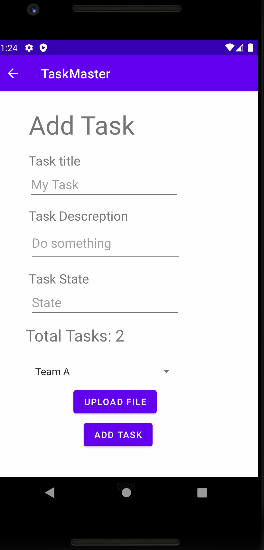 1:24
TaskMaster
Add Task
Task title
My Task
Task Descreption
Do something
Task State
State
Total Tasks: 2
Team A
UPLOAD FILE
ADD TASK